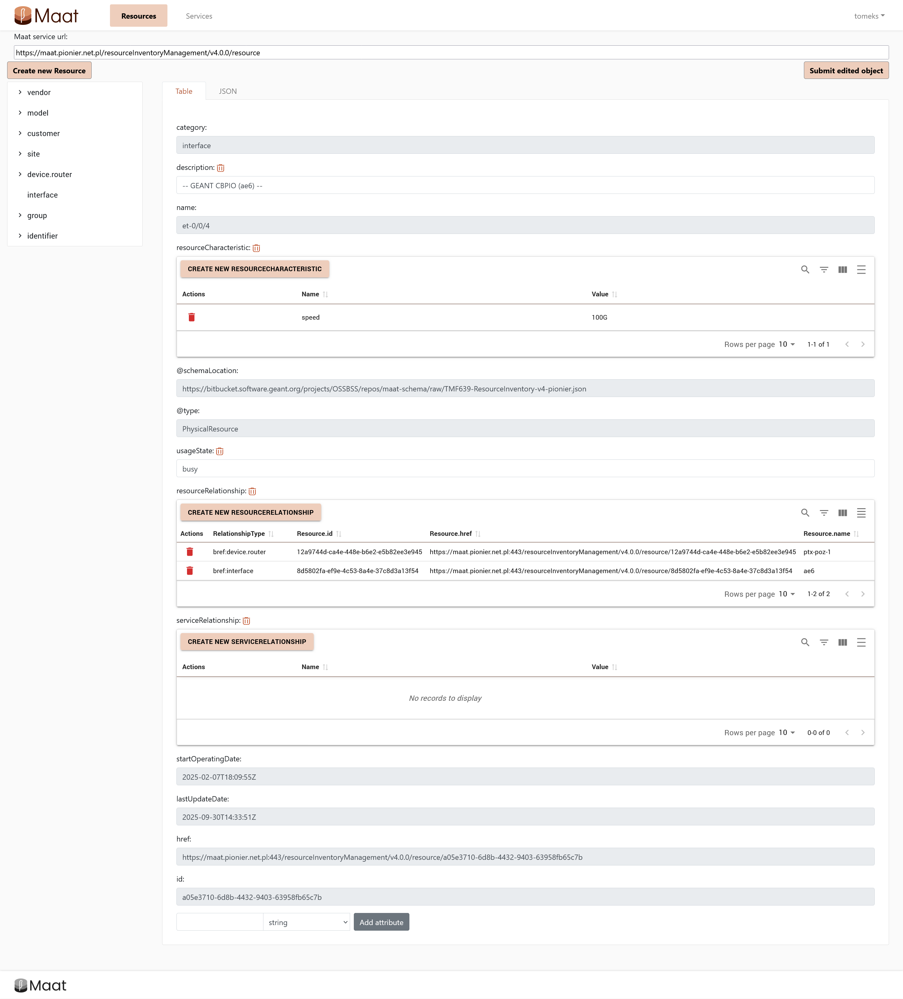 Maat
Resources
Services
tomeks
Maat service url:
https://maat.pionier.net.pl/resourceInventoryManagement/v4.0.0/resource
Create new Resource
Submit edited object
vendor
model
customer
site
device.router
interface
group
identifier
Table
JSON
category:
interface
description:
-- GEANT CBPIO (ae6) --
name:
et-0/0/4
resourceCharacteristic:
CREATE NEW RESOURCECHARACTERISTIC
Actions Name Value
speed 100G
Rows per page 10 1-1 of 1
@schemaLocation:
https://bitbucket.software.geant.org/projects/OSSBSS/repos/maat-schema/raw/TMF639-ResourceInventory-v4-pionier.json
@type:
PhysicalResource
usageState:
busy
resourceRelationship:
CREATE NEW RESOURCERELATIONSHIP
Actions RelationshipType Resource.id Resource.href Resource.name
bref:device.router 12a9744d-ca4e-448e-b6e2-e5b82ee3e945 https://maat.pionier.net.pl:443/resourceInventoryManagement/v4.0.0/resource/12a9744d-ca4e-448e-b6e2-e5b82ee3e945 ptx-poz-1
bref:interface 8d5802fa-ef9e-4c53-8a4e-37c8d3a13f54 https://maat.pionier.net.pl:443/resourceInventoryManagement/v4.0.0/resource/8d5802fa-ef9e-4c53-8a4e-37c8d3a13f54 ae6
Rows per page 10 1-2 of 2
serviceRelationship:
CREATE NEW SERVICERELATIONSHIP
Actions Name Value
No records to display
Rows per page 10 0-0 of 0
startOperatingDate:
2025-02-07T18:09:55Z
lastUpdateDate:
2025-09-30T14:33:51Z
href:
https://maat.pionier.net.pl:443/resourceInventoryManagement/v4.0.0/resource/a05e3710-6d8b-4432-9403-63958fb65c7b
id:
a05e3710-6d8b-4432-9403-63958fb65c7b
string
Add attribute
Maat